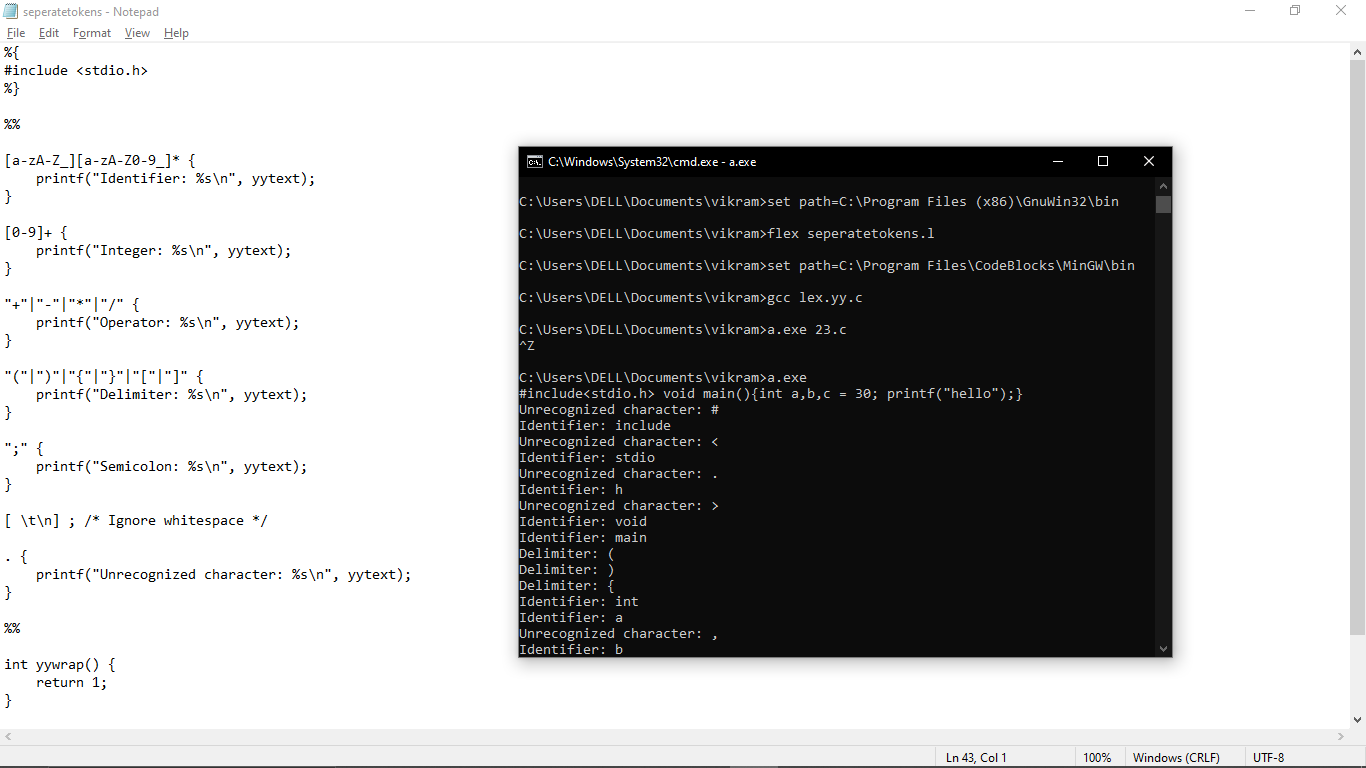 seperatetokens - Notepad
File Edit Format View Help
%{
#include <stdio.h>
%}
%%
[a-zA-Z_][a-zA-Z0-9_]* {
    printf("Identifier: %s\n", yytext);
}
[0-9]+ {
    printf("Integer: %s\n", yytext);
}
"+"|"-"|"*"|"/" {
    printf("Operator: %s\n", yytext);
}
"("|")"|"{"|"}"|"["|"]" {
    printf("Delimiter: %s\n", yytext);
}
";" {
    printf("Semicolon: %s\n", yytext);
}
[ \t\n] ; /* Ignore whitespace */
. {
    printf("Unrecognized character: %s\n", yytext);
}
%%
int yywrap() {
    return 1;
}
C:\Windows\System32\cmd.exe - a.exe
C:\Users\DELL\Documents\vikram>set path=C:\Program Files (x86)\GnuWin32\bin
C:\Users\DELL\Documents\vikram>flex seperatetokens.l
C:\Users\DELL\Documents\vikram>set path=C:\Program Files\CodeBlocks\MinGW\bin
C:\Users\DELL\Documents\vikram>gcc lex.yy.c
C:\Users\DELL\Documents\vikram>a.exe 23.c
^Z
C:\Users\DELL\Documents\vikram>a.exe
#include<stdio.h> void main(){int a,b,c = 30; printf("hello");}
Unrecognized character: #
Identifier: include
Unrecognized character: <
Identifier: stdio
Unrecognized character: .
Identifier: h
Unrecognized character: >
Identifier: void
Identifier: main
Delimiter: (
Delimiter: )
Delimiter: {
Identifier: int
Identifier: a
Unrecognized character: ,
Identifier: b
Ln 43, Col 1 100% Windows (CRLF) UTF-8